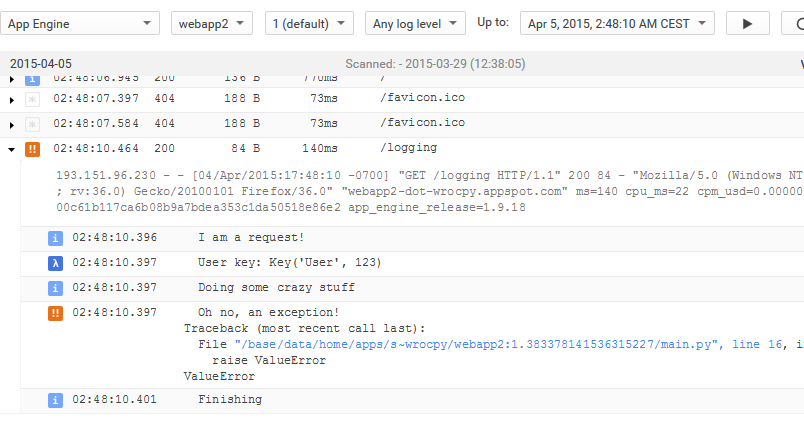 App Engine webapp2 1 (default) Any log level Up to: Apr 5, 2015, 2:48:10 AM CEST
2015-04-05 Scanned: - 2015-03-29 (12:38:05)
02:48:06.945 200 136 B 770ms /
02:48:07.397 404 188 B 73ms /favicon.ico
02:48:07.584 404 188 B 73ms /favicon.ico
02:48:10.464 200 84 B 140ms /logging
193.151.96.230 - - [04/Apr/2015:17:48:10 -0700] "GET /logging HTTP/1.1" 200 84 - "Mozilla/5.0 (Windows NT
; rv:36.0) Gecko/20100101 Firefox/36.0" "webapp2-dot-wrocpy.appspot.com" ms=140 cpu_ms=22 cpm_usd=0.00000
00c61b117ca6b08b9a7bdea353c1da50518e86e2 app_engine_release=1.9.18
02:48:10.396 I am a request!
02:48:10.397 User key: Key('User', 123)
02:48:10.397 Doing some crazy stuff
02:48:10.397 Oh no, an exception!
Traceback (most recent call last):
File "/base/data/home/apps/s~wrocpy/webapp2:1.383378141536315227/main.py", line 16, i
raise ValueError
ValueError
02:48:10.401 Finishing